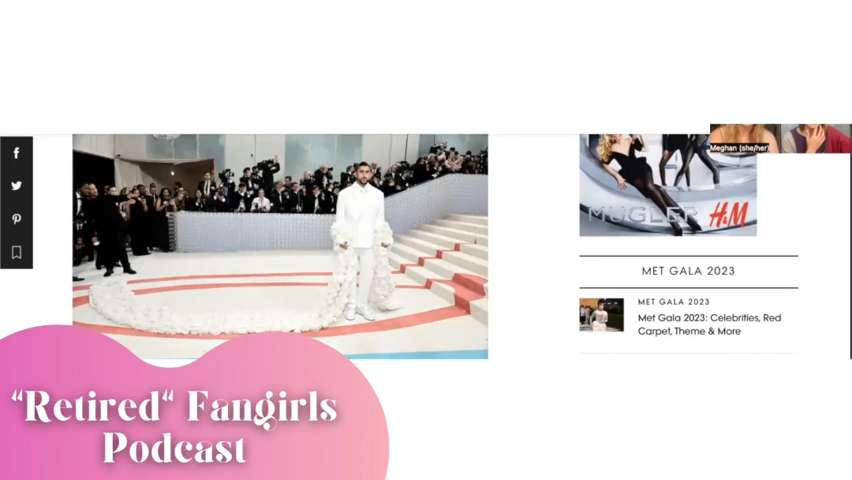 Meghan (she/her)
MUGLER H&M
MET GALA 2023
MET GALA 2023
Met Gala 2023: Celebrities, Red
Carpet, Theme & More
“Retired“ Fangirls
Podcast